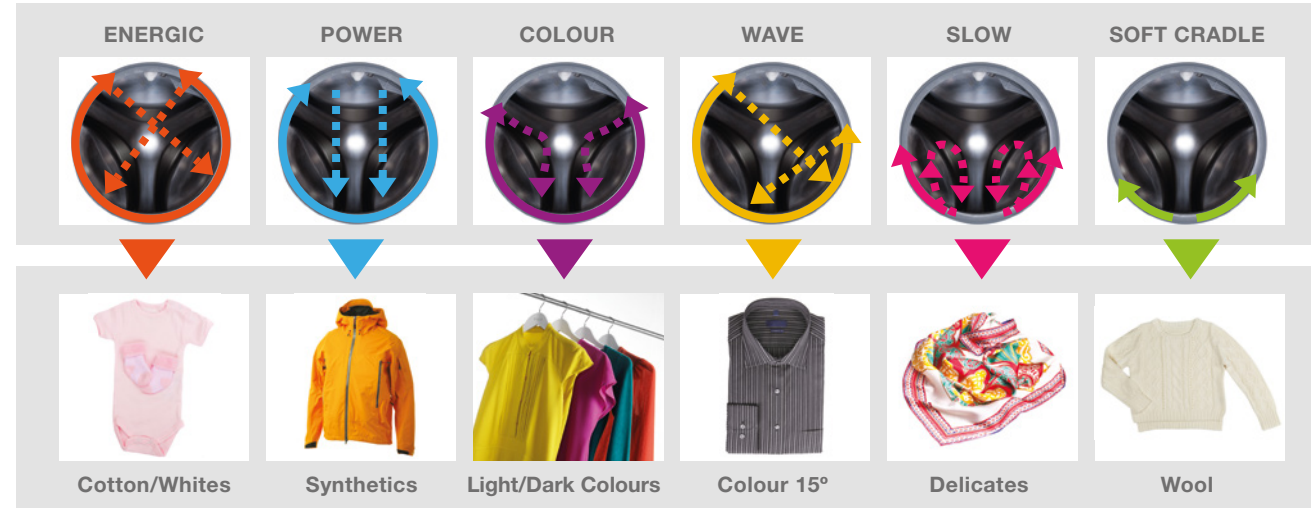 ENERGIC
POWER
COLOUR
WAVE
SLOW
SOFT CRADLE
Cotton/Whites
Synthetics
Light/Dark Colours
Colour 15º
Delicates
Wool